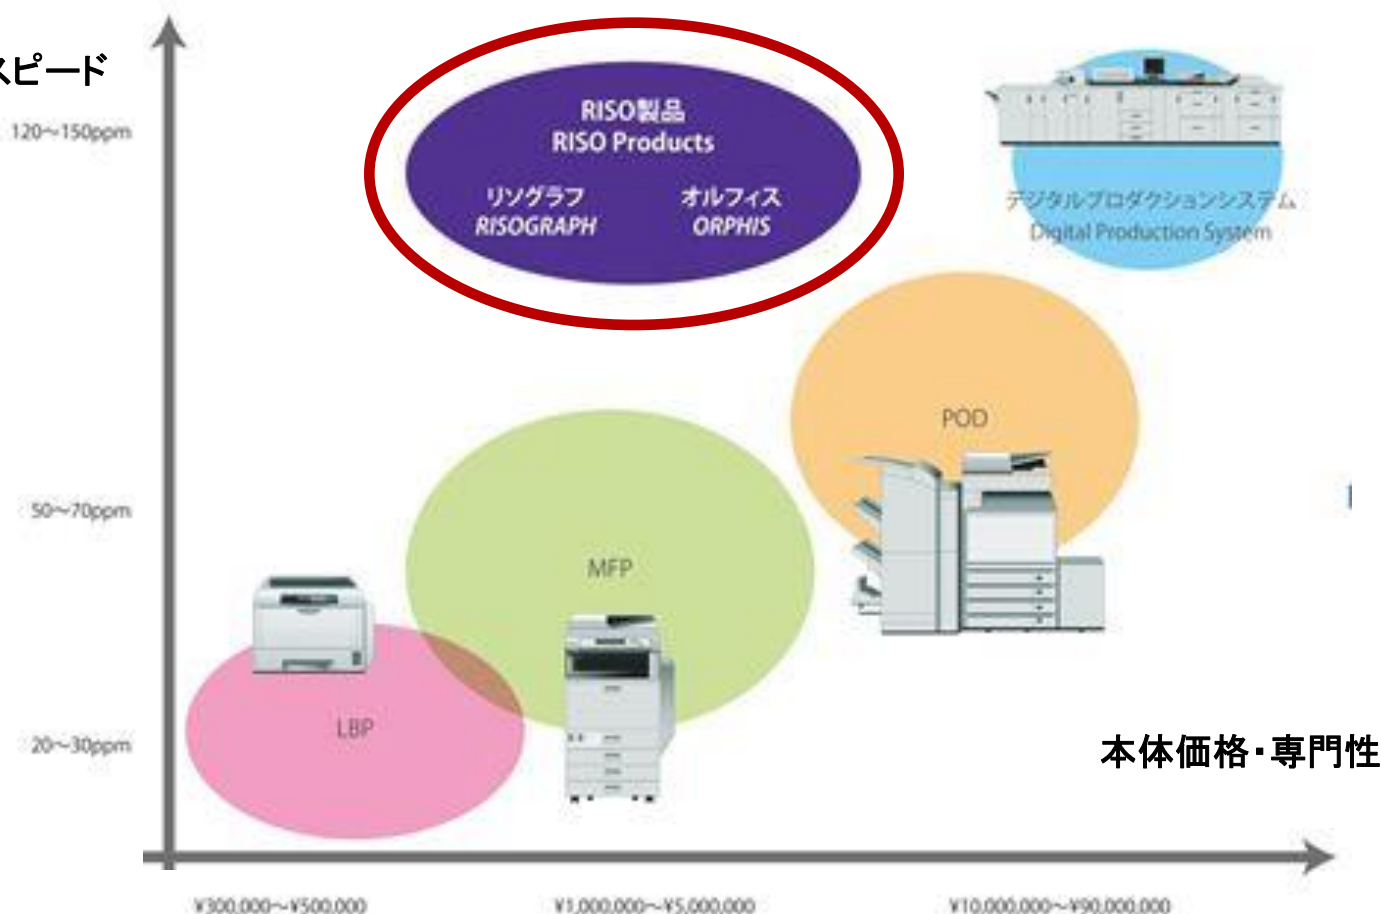 スピード
120～150ppm
RISO製品
RISO Products
リソグラフ
RISOGRAPH
オルフィス
ORPHIS
デジタルプロダクションシステム
Digital Production System
POD
50～70ppm
MFP
LBP
20～30ppm
本体価格・専門性
¥300,000～¥500,000
¥1,000,000～¥5,000,000
¥10,000,000～¥90,000,000